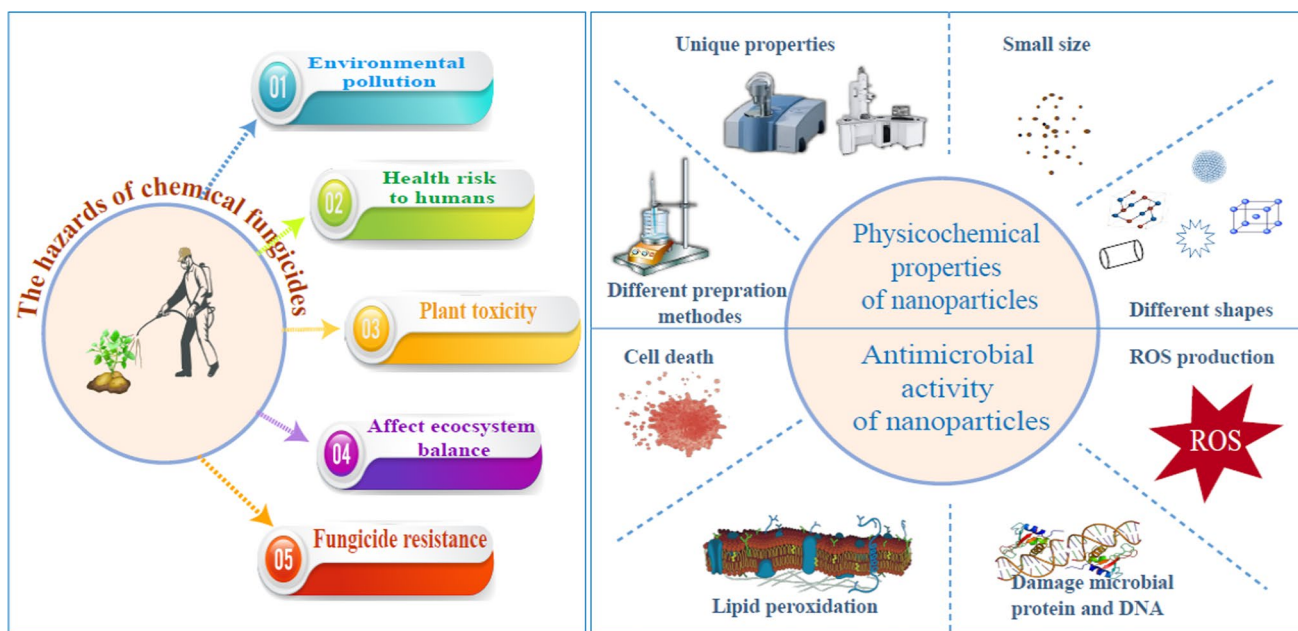 The hazards of chemical fungicides
01
Environmental
pollution
02
Health risk
to humans
03
Plant toxicity
04
Affect ecosystem
balance
05
Fungicide resistance
Unique properties
Small size
Different prepration
methodes
Physicochemical
properties
of nanoparticles
Different shapes
Cell death
Antimicrobial
activity
of nanoparticles
ROS production
ROS
Lipid peroxidation
Damage microbial
protein and DNA